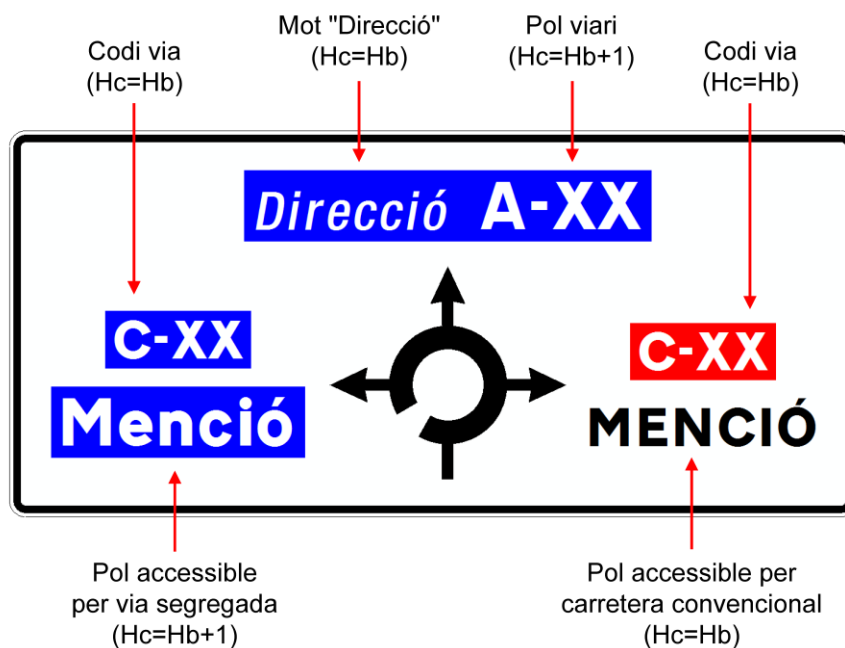 Codi via
(Hc=Hb)
Mot "Direcció"
(Hc=Hb)
Pol viari
(Hc=Hb+1)
Codi via
(Hc=Hb)
Direcció A-XX
C-XX
Menció
C-XX
MENCIÓ
Pol accessible
per via segregada
(Hc=Hb+1)
Pol accessible per
carretera convencional
(Hc=Hb)